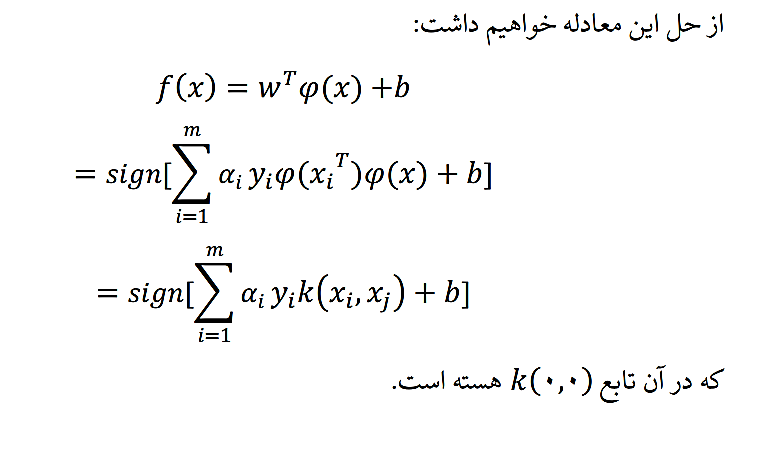 از حل این معادله خواهیم داشت:
f(x) = w^T φ(x) + b
= sign[∑_{i=1}^{m} α_i y_i φ(x_i^T)φ(x) + b]
= sign[∑_{i=1}^{m} α_i y_i k(x_i, x_j) + b]
که در آن تابع k(۰,۰) هسته است.